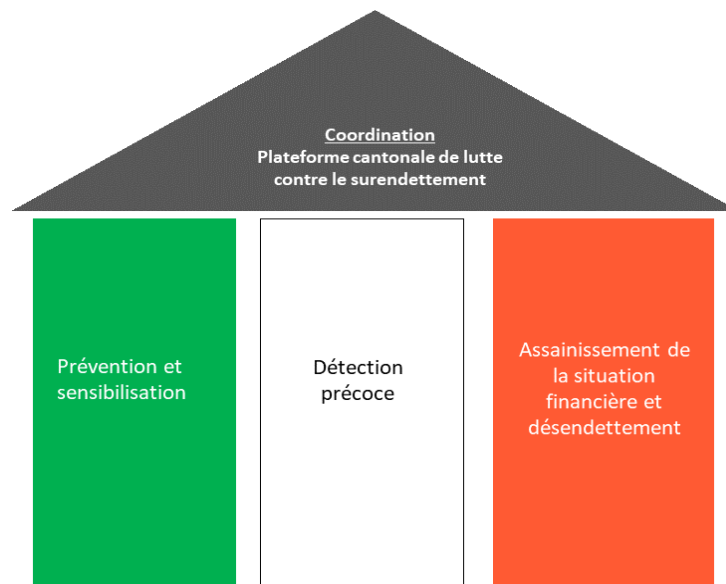 Coordination
Plateforme cantonale de lutte
contre le surendettement
Prévention et
sensibilisation
Détection
précoce
Assainissement de
la situation
financière et
désendettement